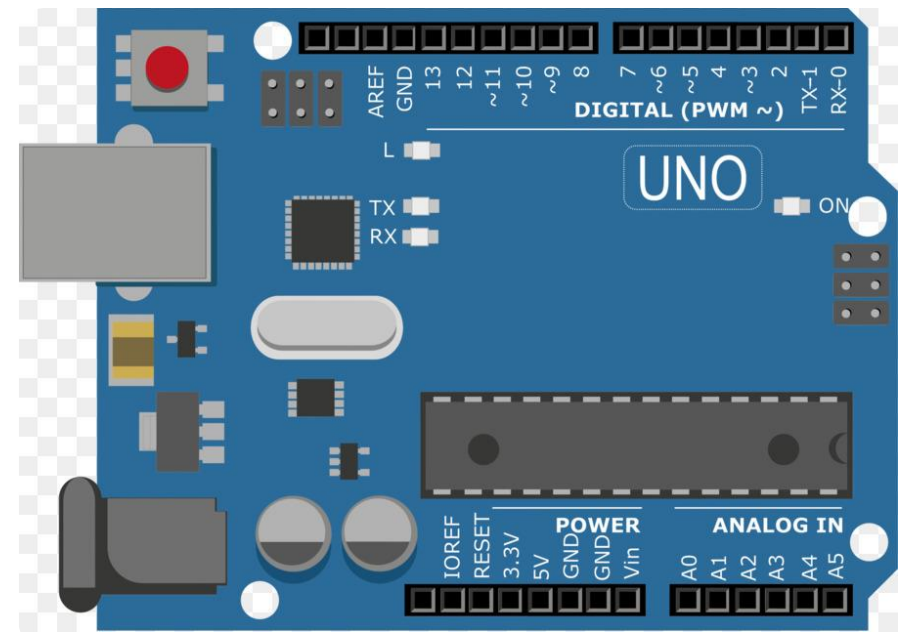 AREF
GND
13
12
~11
~10
~9
8
7
~6
~5
4
~3
2
TX-1
RX-0
DIGITAL (PWM ~)
L
UNO
TX
ON
RX
POWER
ANALOG IN
IOREF
RESET
3.3V
5V
GND
GND
Vin
A0
A1
A2
A3
A4
A5